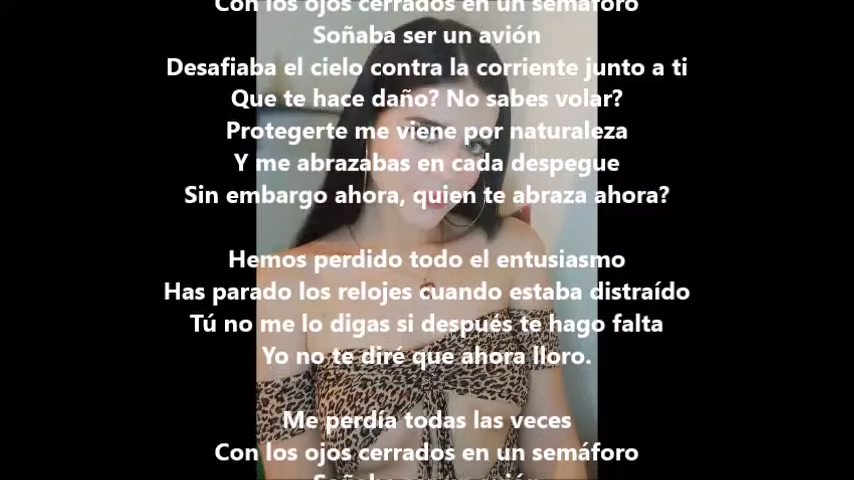 Con los ojos cerrados en un semáforo
Soñaba ser un avión
Desafiaba el cielo contra la corriente junto a ti
Que te hace daño? No sabes volar?
Protegerte me viene por naturaleza
Y me abrazabas en cada despegue
Sin embargo ahora, quien te abraza ahora?
Hemos perdido todo el entusiasmo
Has parado los relojes cuando estaba distraído
Tú no me lo digas si después te hago falta
Yo no te diré que ahora lloro.
Me perdía todas las veces
Con los ojos cerrados en un semáforo
Soñaba ser un avión